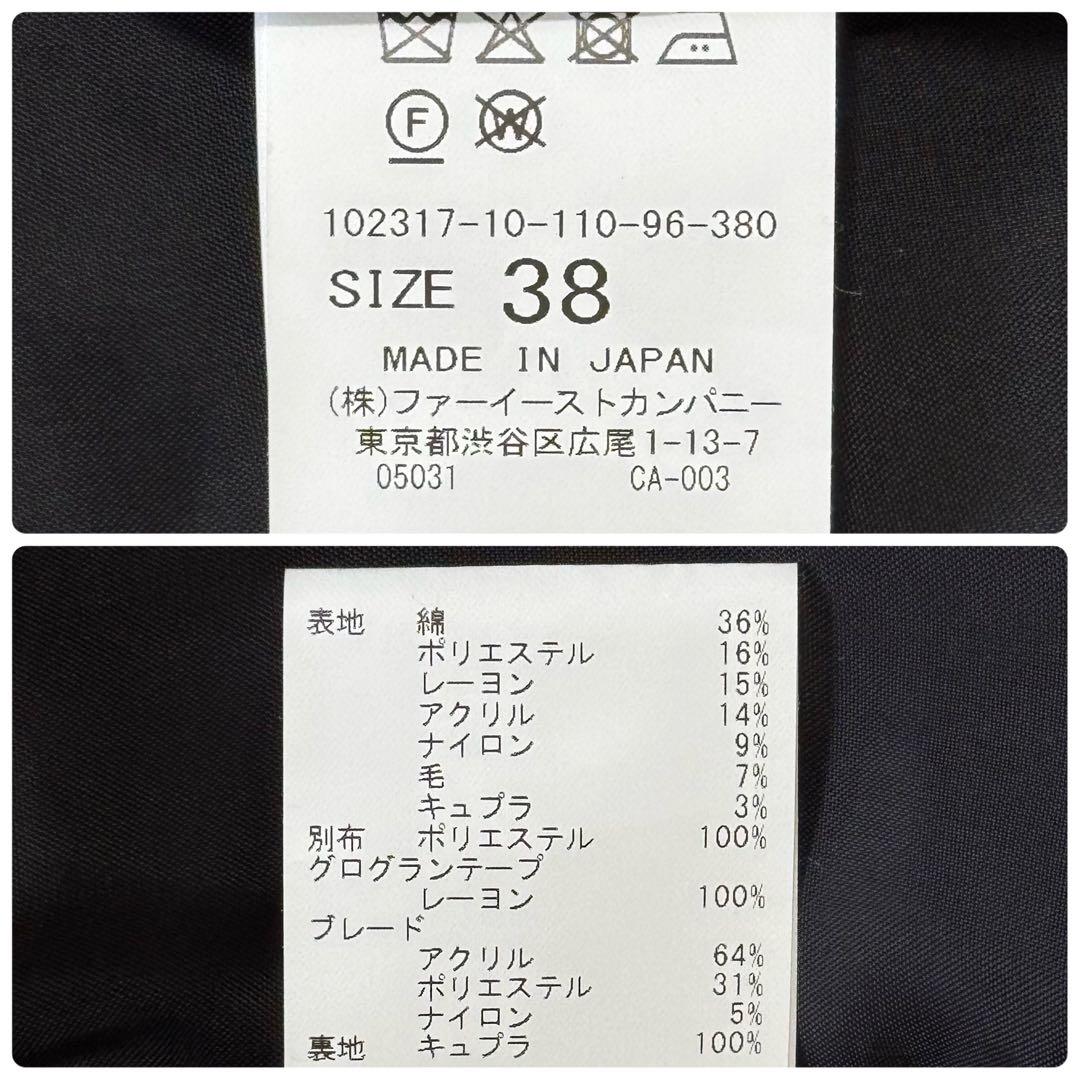 F
W
102317-10-110-96-380
SIZE 38
MADE IN JAPAN
(株)ファーイーストカンパニー
東京都渋谷区広尾1-13-7
05031 CA-003
表地 綿 36%
ポリエステル 16%
レーヨン 15%
アクリル 14%
ナイロン 9%
毛 7%
キュプラ 3%
別布 ポリエステル 100%
グログランテープ
レーヨン 100%
ブレード
アクリル 64%
ポリエステル 31%
ナイロン 5%
裏地 キュプラ 100%